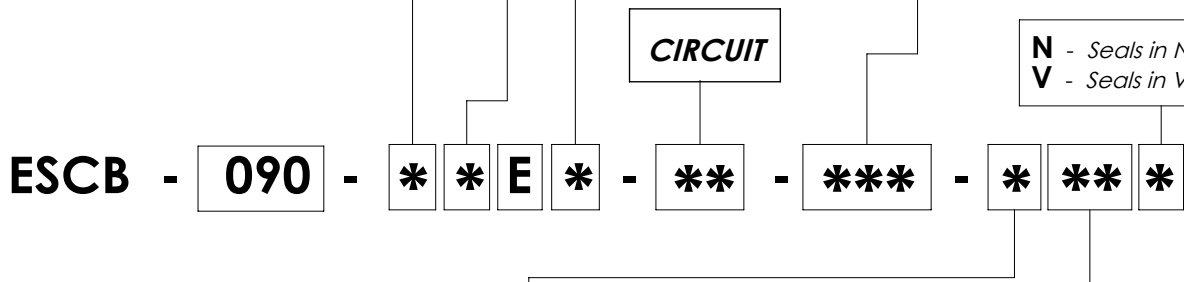 CIRCUIT
N - Seals in
V - Seals in
ESCB - 090 - * * E * - ** - *** - * ** *